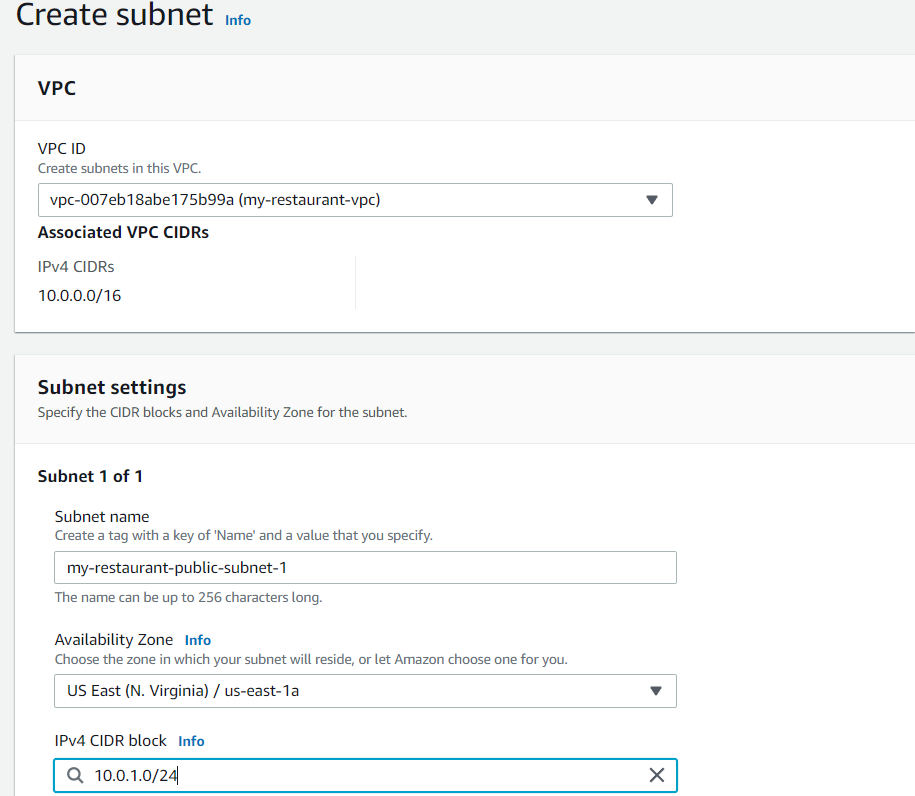 Create subnet Info
VPC
VPC ID
Create subnets in this VPC.
vpc-007eb18abe175b99a (my-restaurant-vpc)
Associated VPC CIDRs
IPv4 CIDRs
10.0.0.0/16
Subnet settings
Specify the CIDR blocks and Availability Zone for the subnet.
Subnet 1 of 1
Subnet name
Create a tag with a key of 'Name' and a value that you specify.
my-restaurant-public-subnet-1
The name can be up to 256 characters long.
Availability Zone Info
Choose the zone in which your subnet will reside, or let Amazon choose one for you.
US East (N. Virginia) / us-east-1a
IPv4 CIDR block Info
10.0.1.0/24